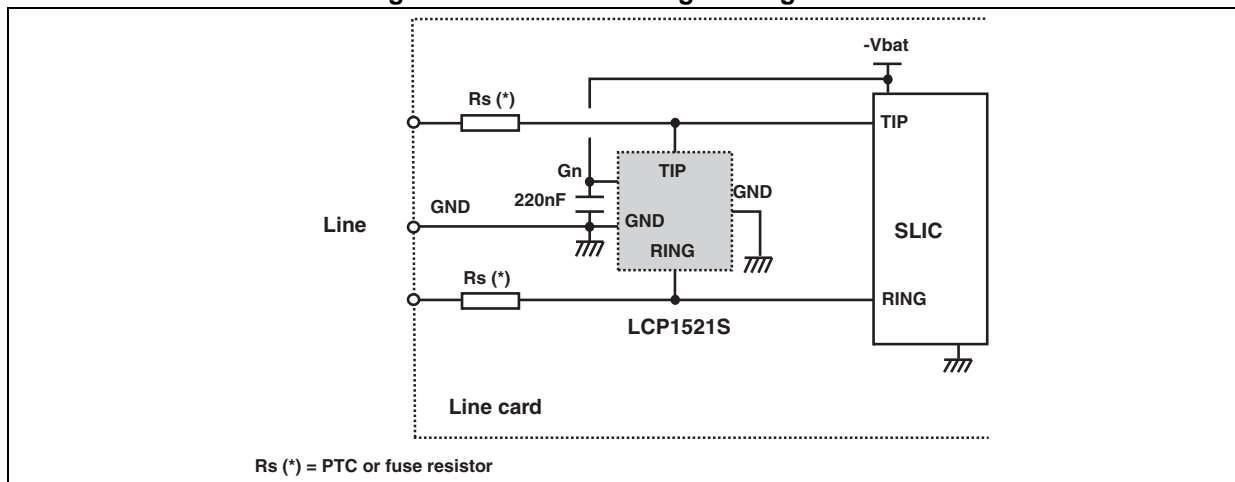 -Vbat
Rs (*)
TIP
Gn
TIP
220nF
GND
GND
GND
Line
SLIC
RING
Rs (*)
RING
LCP1521S
Line card
Rs (*) = PTC or fuse resistor